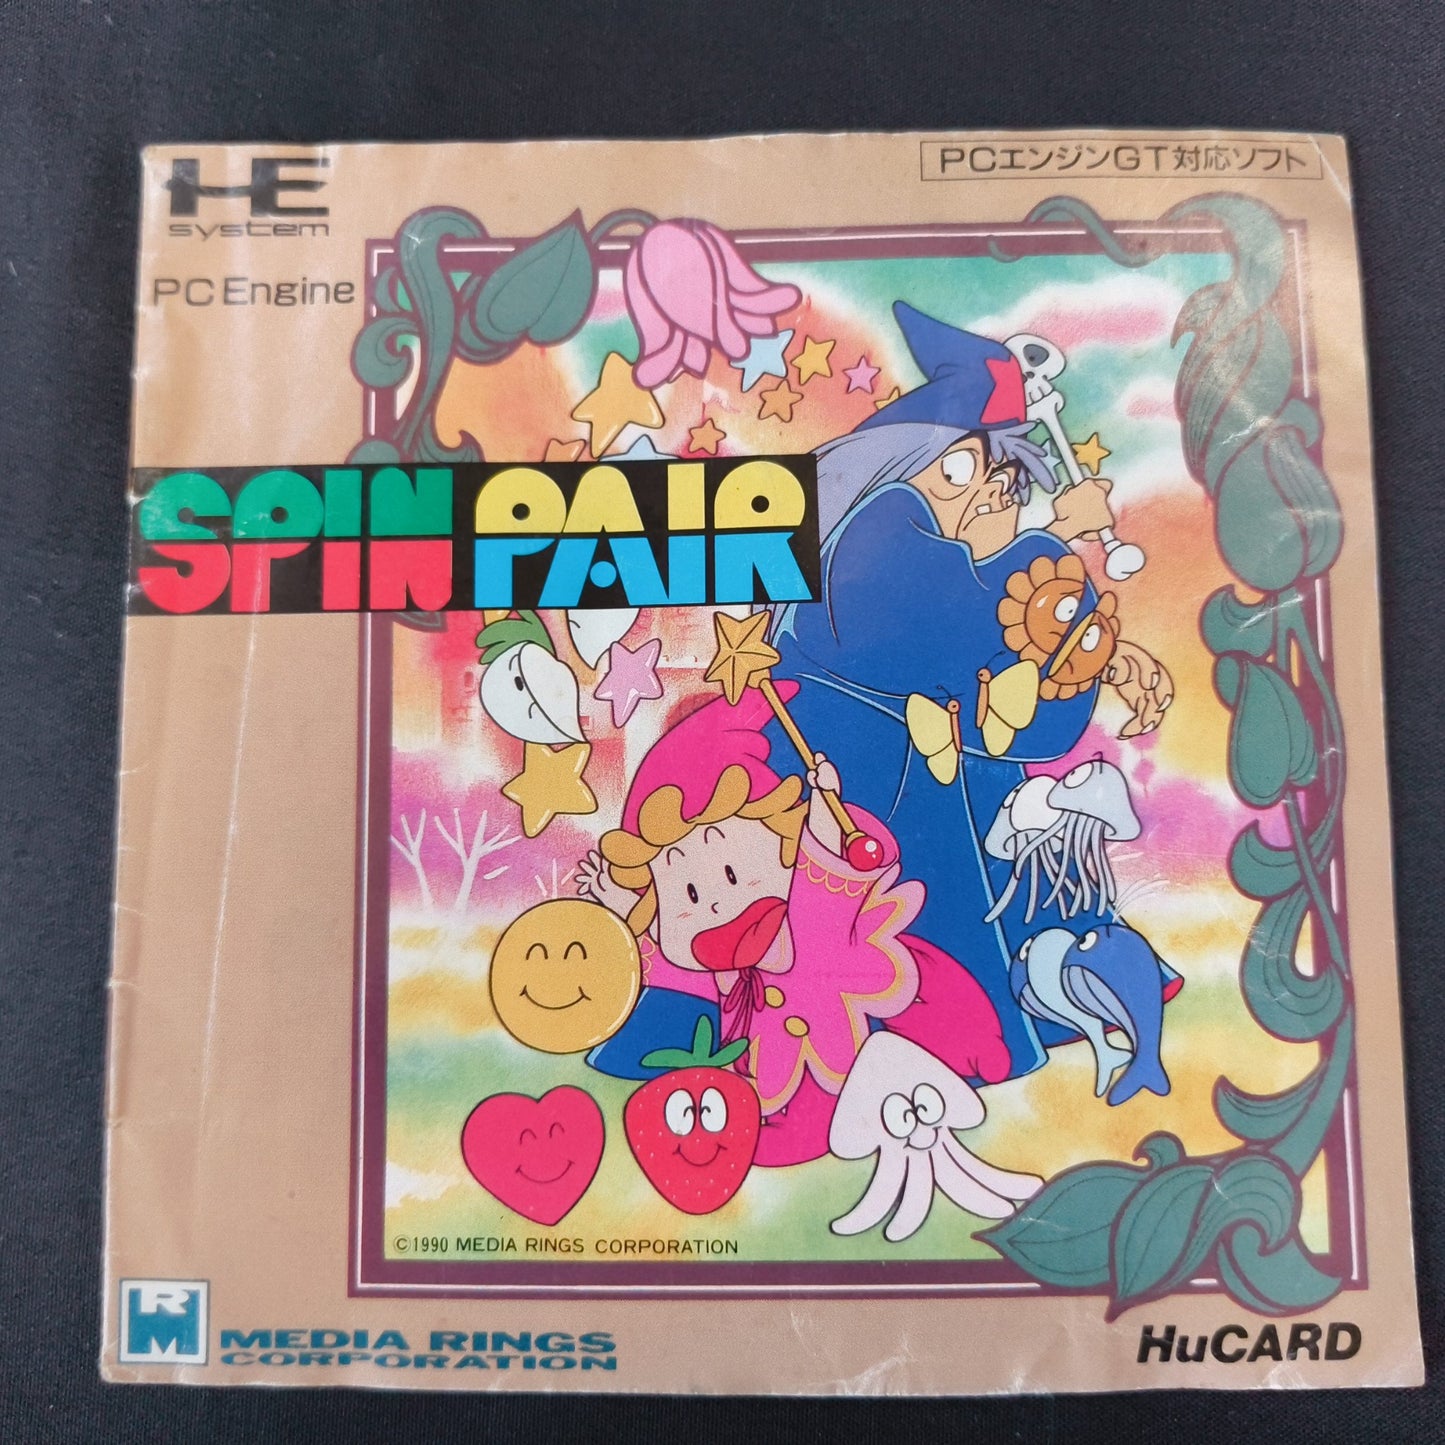 HE
system
PC Engine
PCエンジンGT対応ソフト
SPIN PAIR
©1990 MEDIA RINGS CORPORATION
RM
MEDIA RINGS
CORPORATION
HuCARD